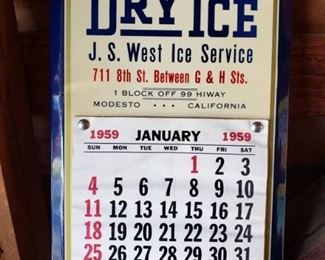 DRY ICE
J. S. West Ice Service
711 8th St. Between G & H Sts.
1 BLOCK OFF 99 HIWAY
MODESTO • • • CALIFORNIA
1959 JANUARY 1959
SUN MON TUE WED THU FRI SAT
1 2 3
4 5 6 7 8 9 10
11 12 13 14 15 16 17
18 19 20 21 22 23 24
25 26 27 28 29 30 31